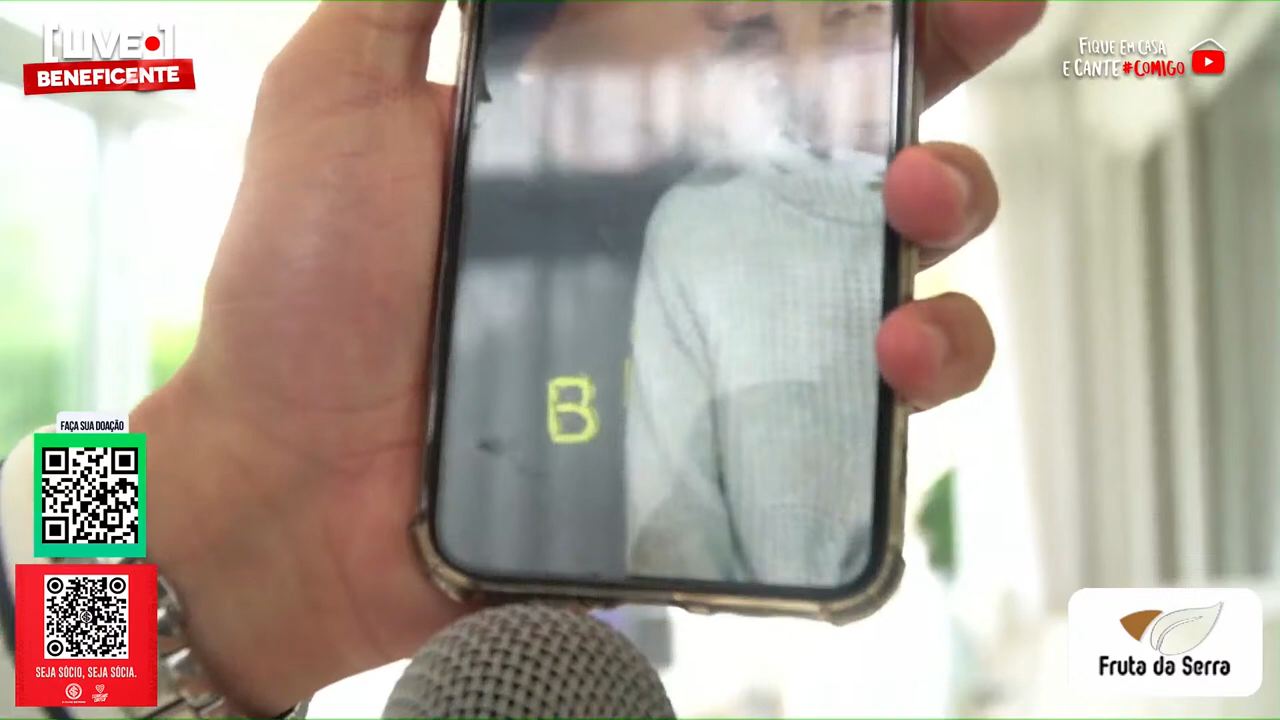 [LIVE]
BENEFICENTE
FIQUE EM CASA
E CANTE #COMIGO
B
FAÇA SUA DOAÇÃO
SEJA SÓCIO, SEJA SÓCIA.
Fruta da Serra